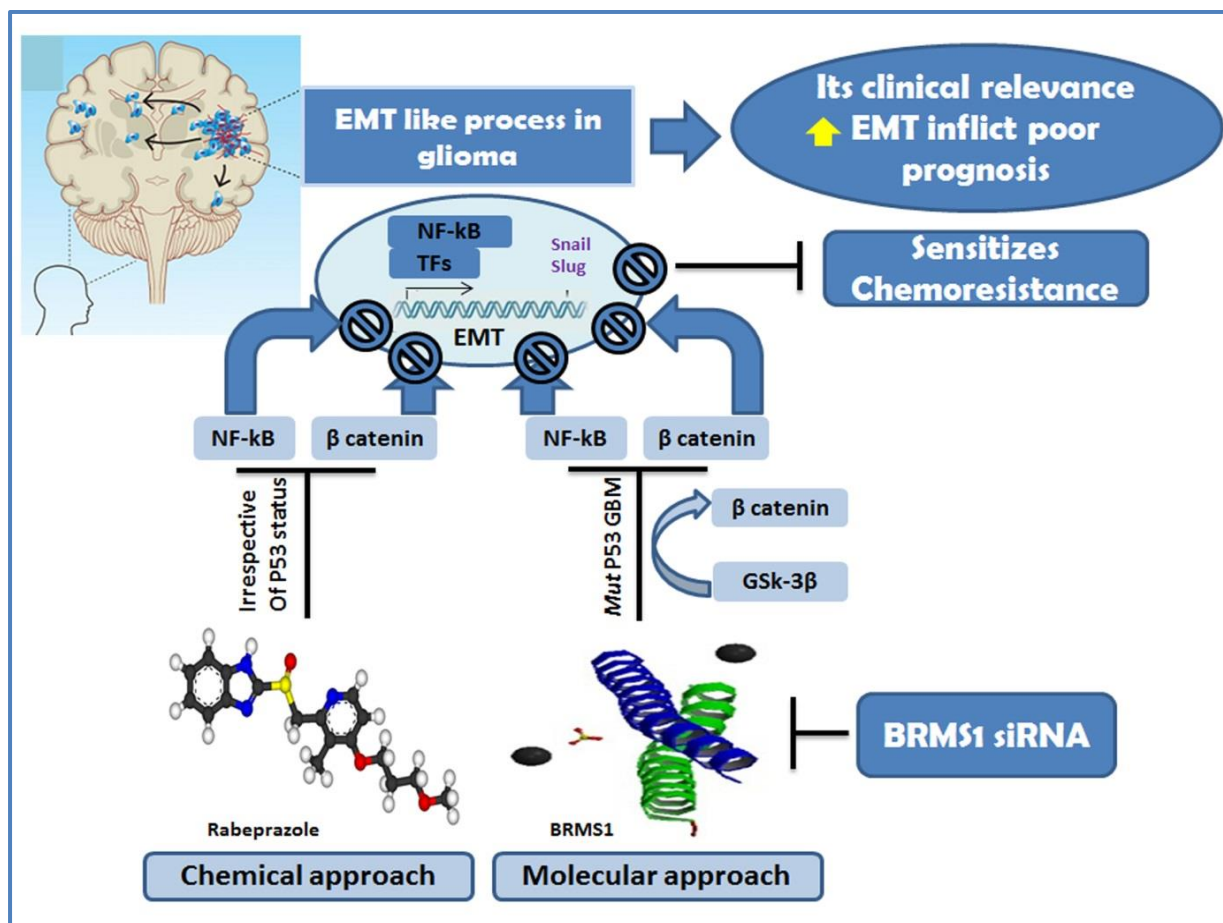 EMT like process in
glioma
Its clinical relevance
EMT inflict poor
prognosis
NF-kB
TFs
Snail
Slug
EMT
Sensitizes
Chemoresistance
NF-kB
β catenin
NF-kB
β catenin
Irrespective
Of P53 status
Mut P53 GBM
β catenin
GSk-3β
BRMS1 siRNA
Rabeprazole
BRMS1
Chemical approach
Molecular approach